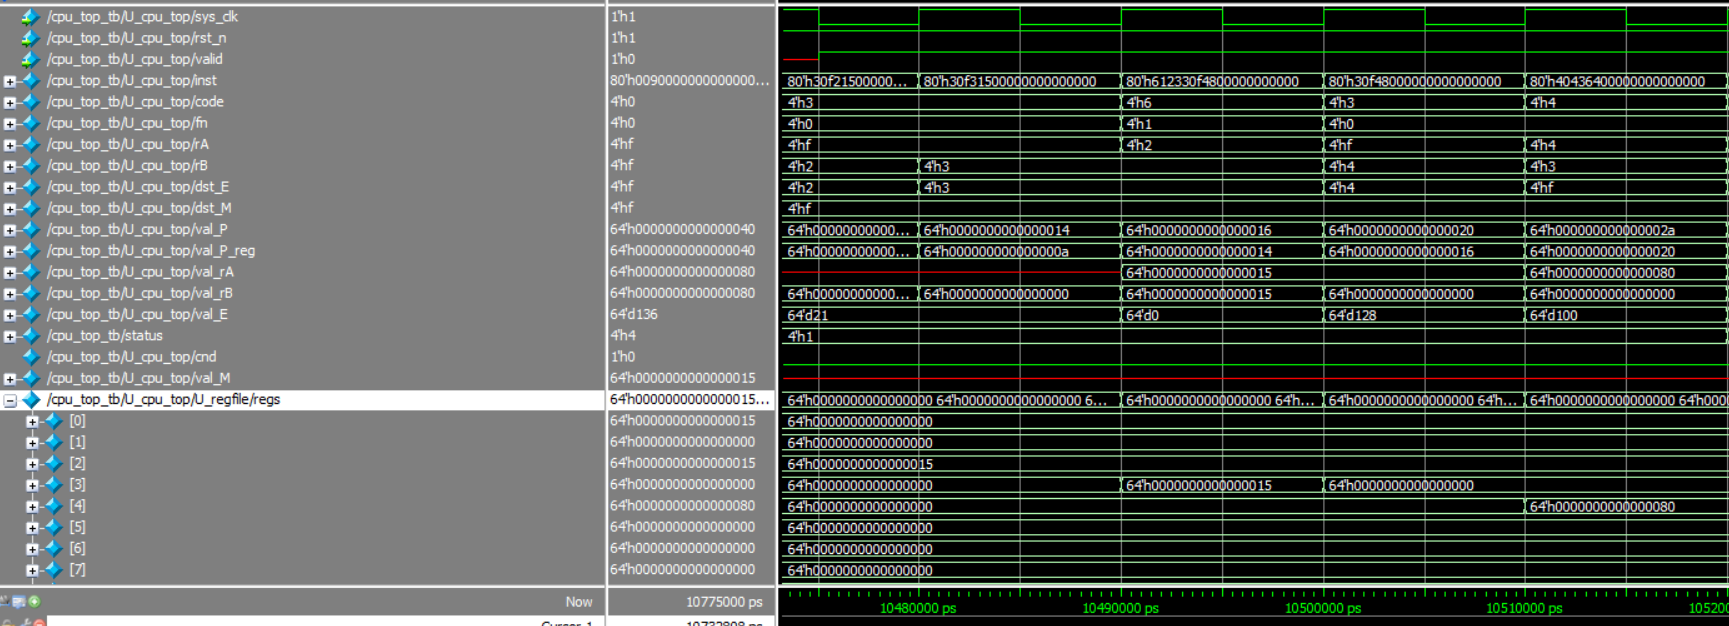 /cpu_top_tb/U_cpu_top/sys_clk 1'h1
/cpu_top_tb/U_cpu_top/rst_n 1'h1
/cpu_top_tb/U_cpu_top/valid 1'h0
/cpu_top_tb/U_cpu_top/inst 80'h0090000000000000... 80'h30f21500000... 80'h30f31500000000000000 80'h612330f4800000000000 80'h30f48000000000000000 80'h40436400000000000000
/cpu_top_tb/U_cpu_top/code 4'h0 4'h3 4'h6 4'h3 4'h4
/cpu_top_tb/U_cpu_top/fn 4'h0 4'h0 4'h1 4'h0
/cpu_top_tb/U_cpu_top/rA 4'hf 4'hf 4'h2 4'hf 4'h4
/cpu_top_tb/U_cpu_top/rB 4'hf 4'h2 4'h3 4'h4 4'h3
/cpu_top_tb/U_cpu_top/dst_E 4'hf 4'h2 4'h3 4'h4 4'hf
/cpu_top_tb/U_cpu_top/dst_M 4'hf 4'hf
/cpu_top_tb/U_cpu_top/val_P 64'h0000000000000040 64'h00000000000... 64'h0000000000000014 64'h0000000000000016 64'h0000000000000020 64'h000000000000002a
/cpu_top_tb/U_cpu_top/val_P_reg 64'h0000000000000040 64'h00000000000... 64'h000000000000000a 64'h0000000000000014 64'h0000000000000016 64'h0000000000000020
/cpu_top_tb/U_cpu_top/val_rA 64'h0000000000000080 64'h0000000000000015 64'h0000000000000080
/cpu_top_tb/U_cpu_top/val_rB 64'h0000000000000080 64'h00000000000... 64'h0000000000000000 64'h0000000000000015 64'h0000000000000000 64'h0000000000000000
/cpu_top_tb/U_cpu_top/val_E 64'd136 64'd21 64'd0 64'd128 64'd100
/cpu_top_tb/status 4'h4 4'h1
/cpu_top_tb/U_cpu_top/cnd 1'h0
/cpu_top_tb/U_cpu_top/val_M 64'h0000000000000015
/cpu_top_tb/U_cpu_top/U_regfile/regs 64'h0000000000000015... 64'h0000000000000000 64'h0000000000000000 6... 64'h0000000000000000 64'h... 64'h0000000000000000 64'h... 64'h0000000000000000 64'h0000
[0] 64'h0000000000000015 64'h0000000000000000
[1] 64'h0000000000000000 64'h0000000000000000
[2] 64'h0000000000000015 64'h0000000000000015
[3] 64'h0000000000000000 64'h0000000000000000 64'h0000000000000015 64'h0000000000000000
[4] 64'h0000000000000080 64'h0000000000000000 64'h0000000000000080
[5] 64'h0000000000000000 64'h0000000000000000
[6] 64'h0000000000000000 64'h0000000000000000
[7] 64'h0000000000000000 64'h0000000000000000
Now 10775000 ps 10480000 ps 10490000 ps 10500000 ps 10510000 ps 10520
Cursor 1